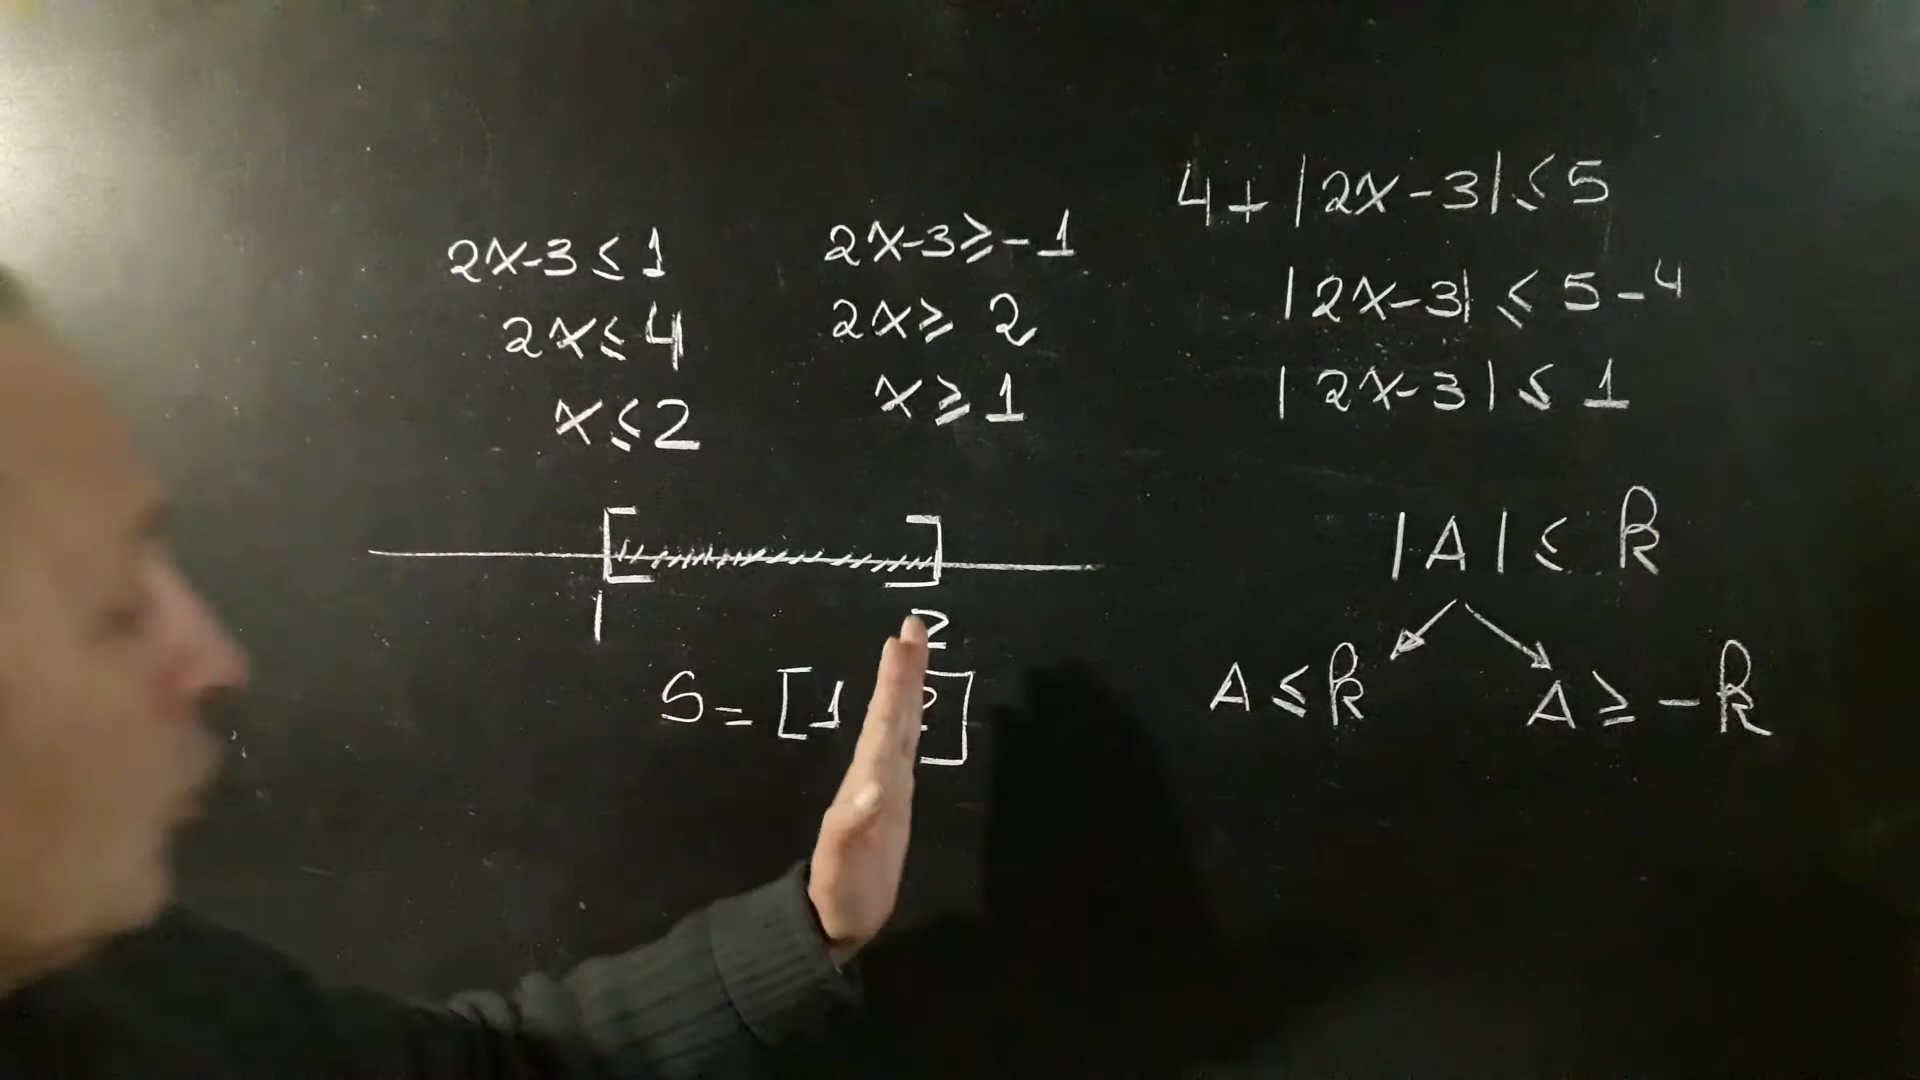 4+|2x-3|≤5
|2x-3|≤5-4
|2x-3|≤1
|A|≤k
A≤k A≥-k
2x-3≤1
2x≤4
x≤2
2x-3≥-1
2x≥2
x≥1
1 2
S=[1 2]